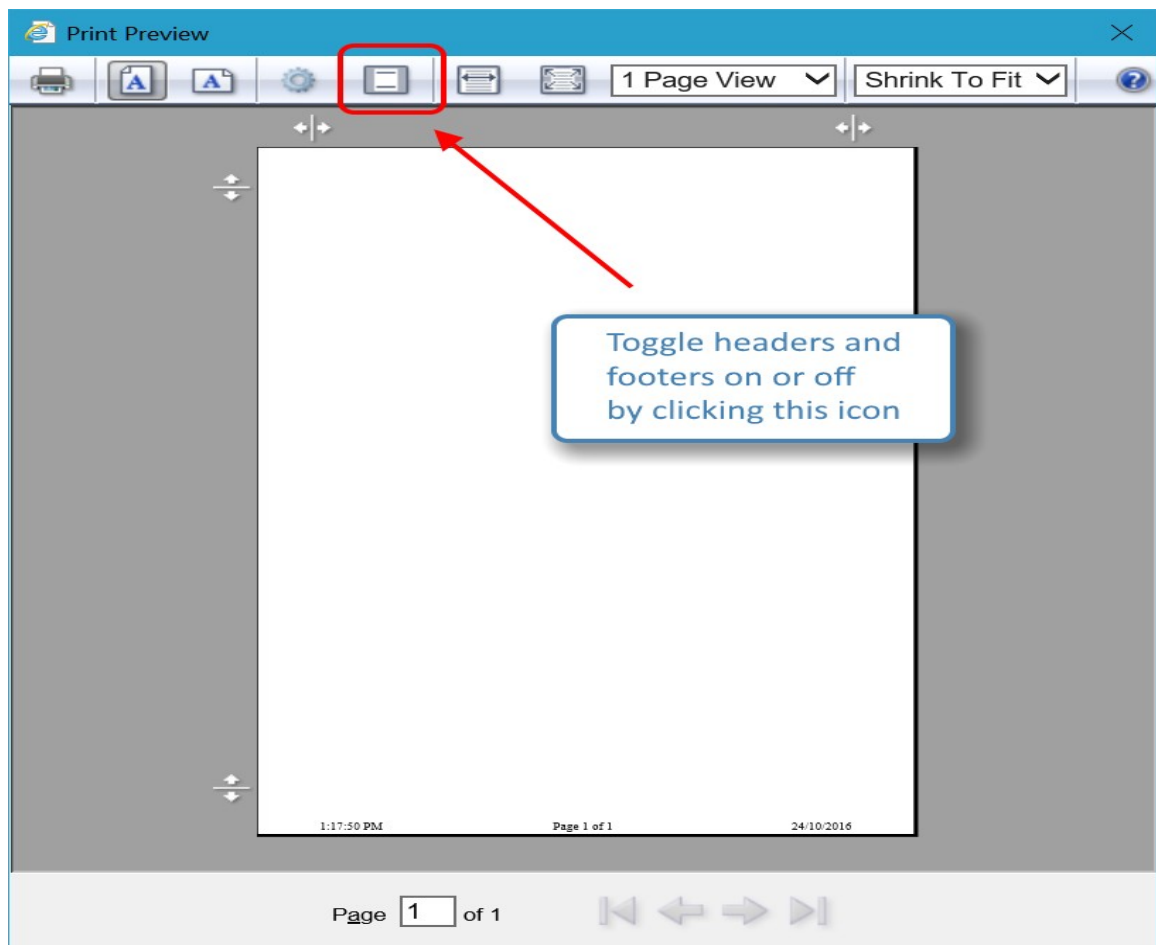 Print Preview
A A 1 Page View Shrink To Fit ?
Toggle headers and
footers on or off
by clicking this icon
1:17:50 PM Page 1 of 1 24/10/2016
Page 1 of 1